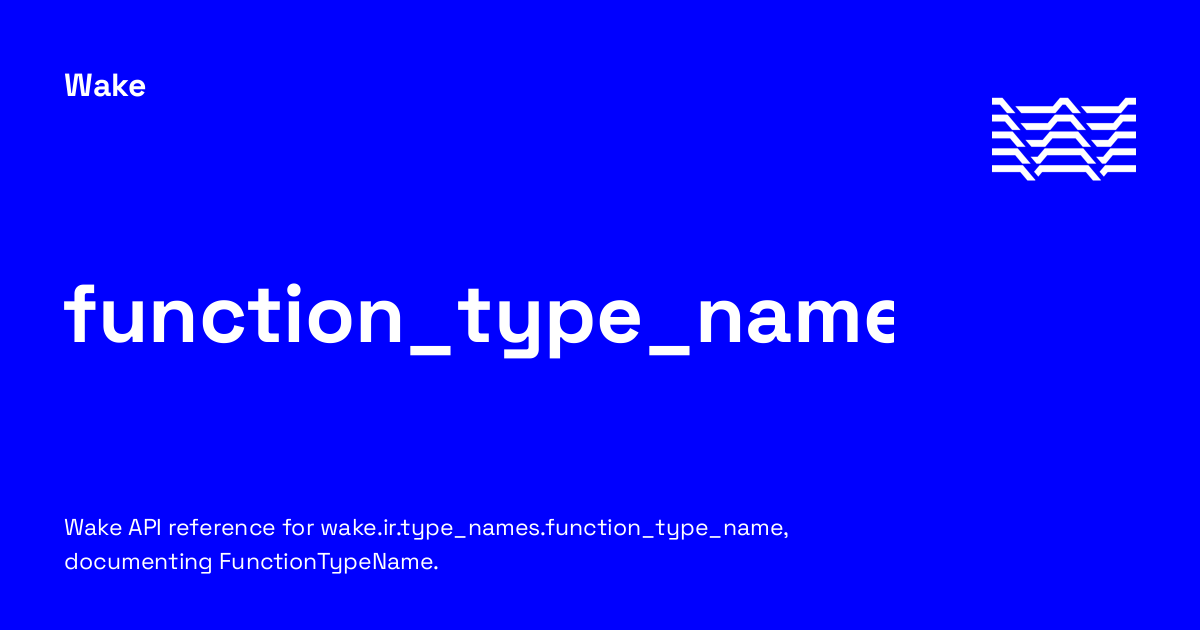 Wake
function_type_name
Wake API reference for wake.ir.type_names.function_type_name,
documenting FunctionTypeName.